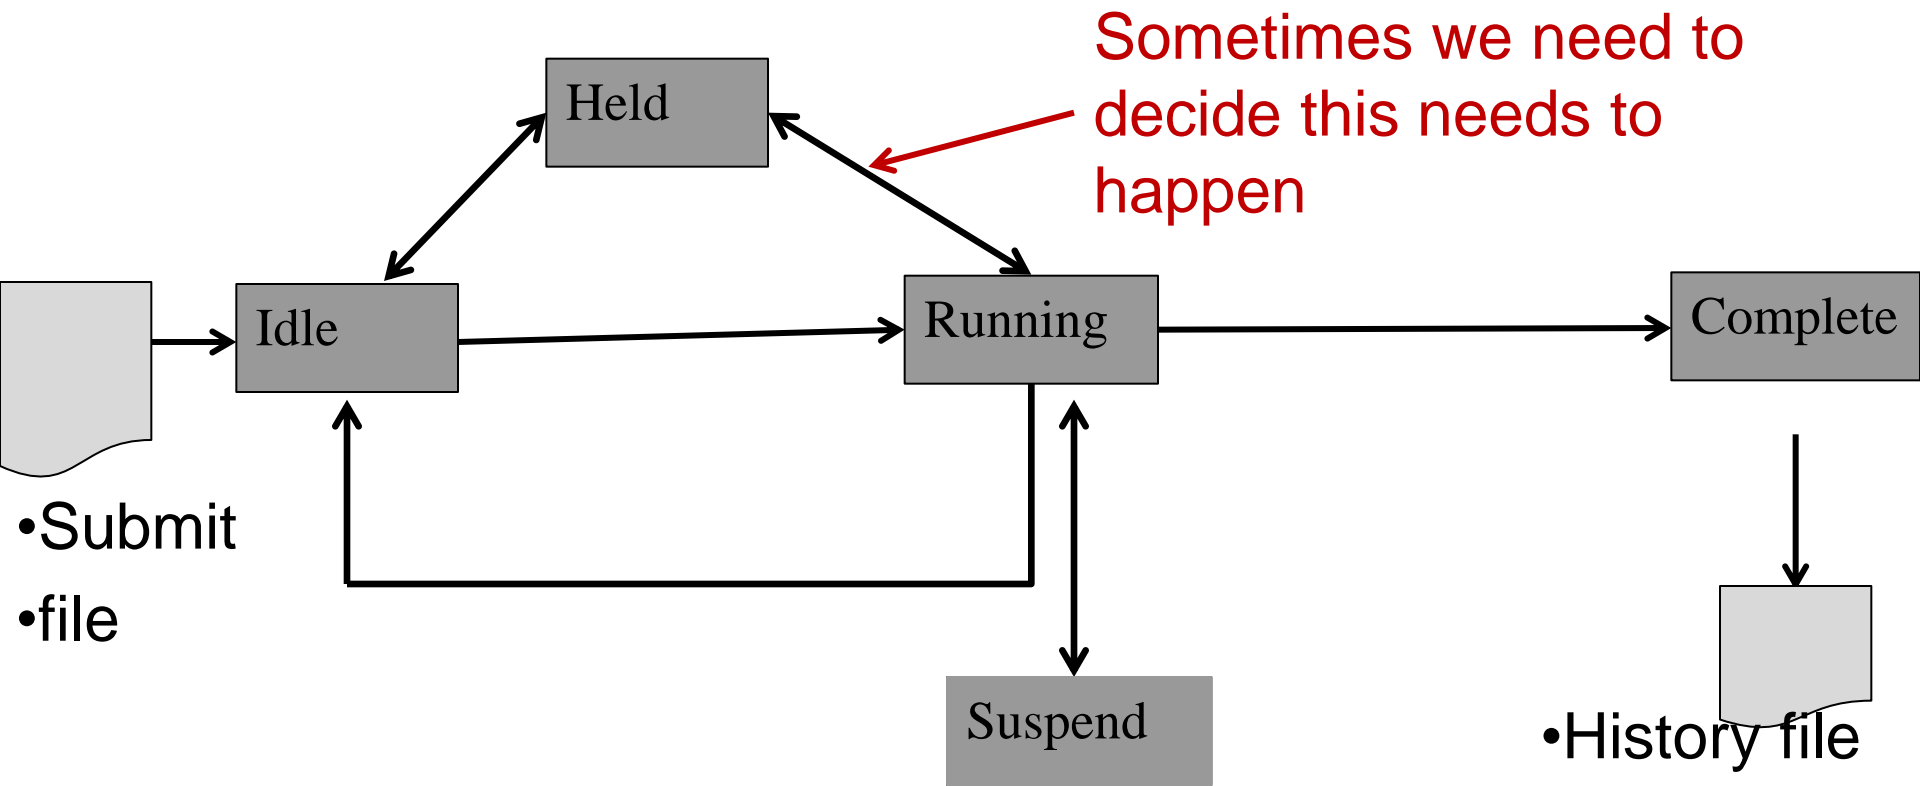 Sometimes we need to
decide this needs to
happen
Held
Idle
Running
Complete
•Submit
•file
Suspend
•History file